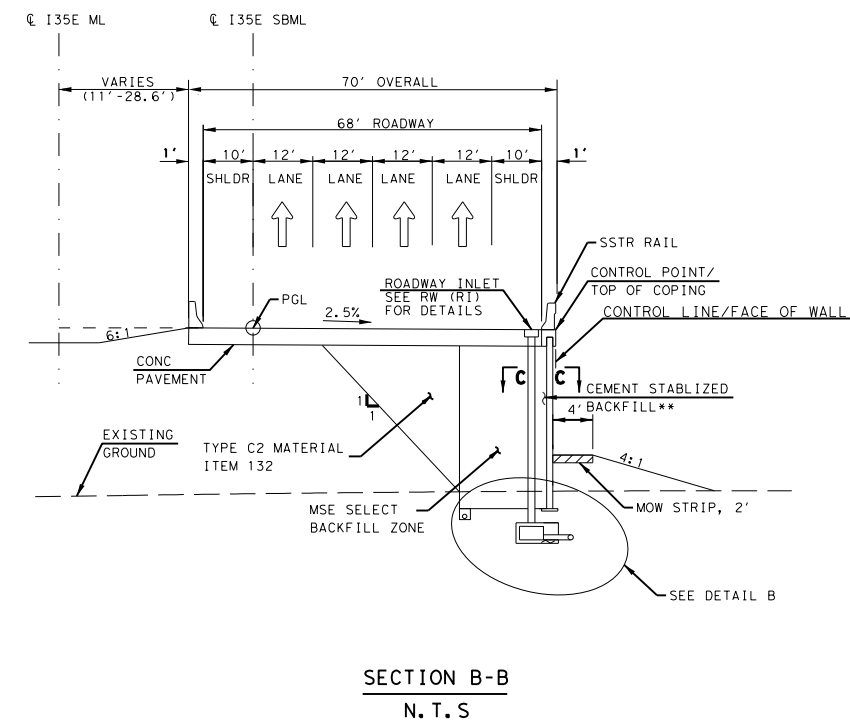 ℄ I35E ML
℄ I35E SBML
VARIES
(11'-28.6')
70' OVERALL
68' ROADWAY
1'
10'
12'
12'
12'
12'
10'
1'
SHLDR
LANE
LANE
LANE
LANE
SHLDR
SSTR RAIL
CONTROL POINT/
TOP OF COPING
ROADWAY INLET
SEE RW (RI)
FOR DETAILS
PGL
2.5%
CONTROL LINE/FACE OF WALL
6:1
CONC
PAVEMENT
C
C
CEMENT STABLIZED
BACKFILL**
4'
1
1
EXISTING
GROUND
TYPE C2 MATERIAL
ITEM 132
4:1
MSE SELECT
BACKFILL ZONE
MOW STRIP, 2'
SEE DETAIL B
SECTION B-B
N.T.S